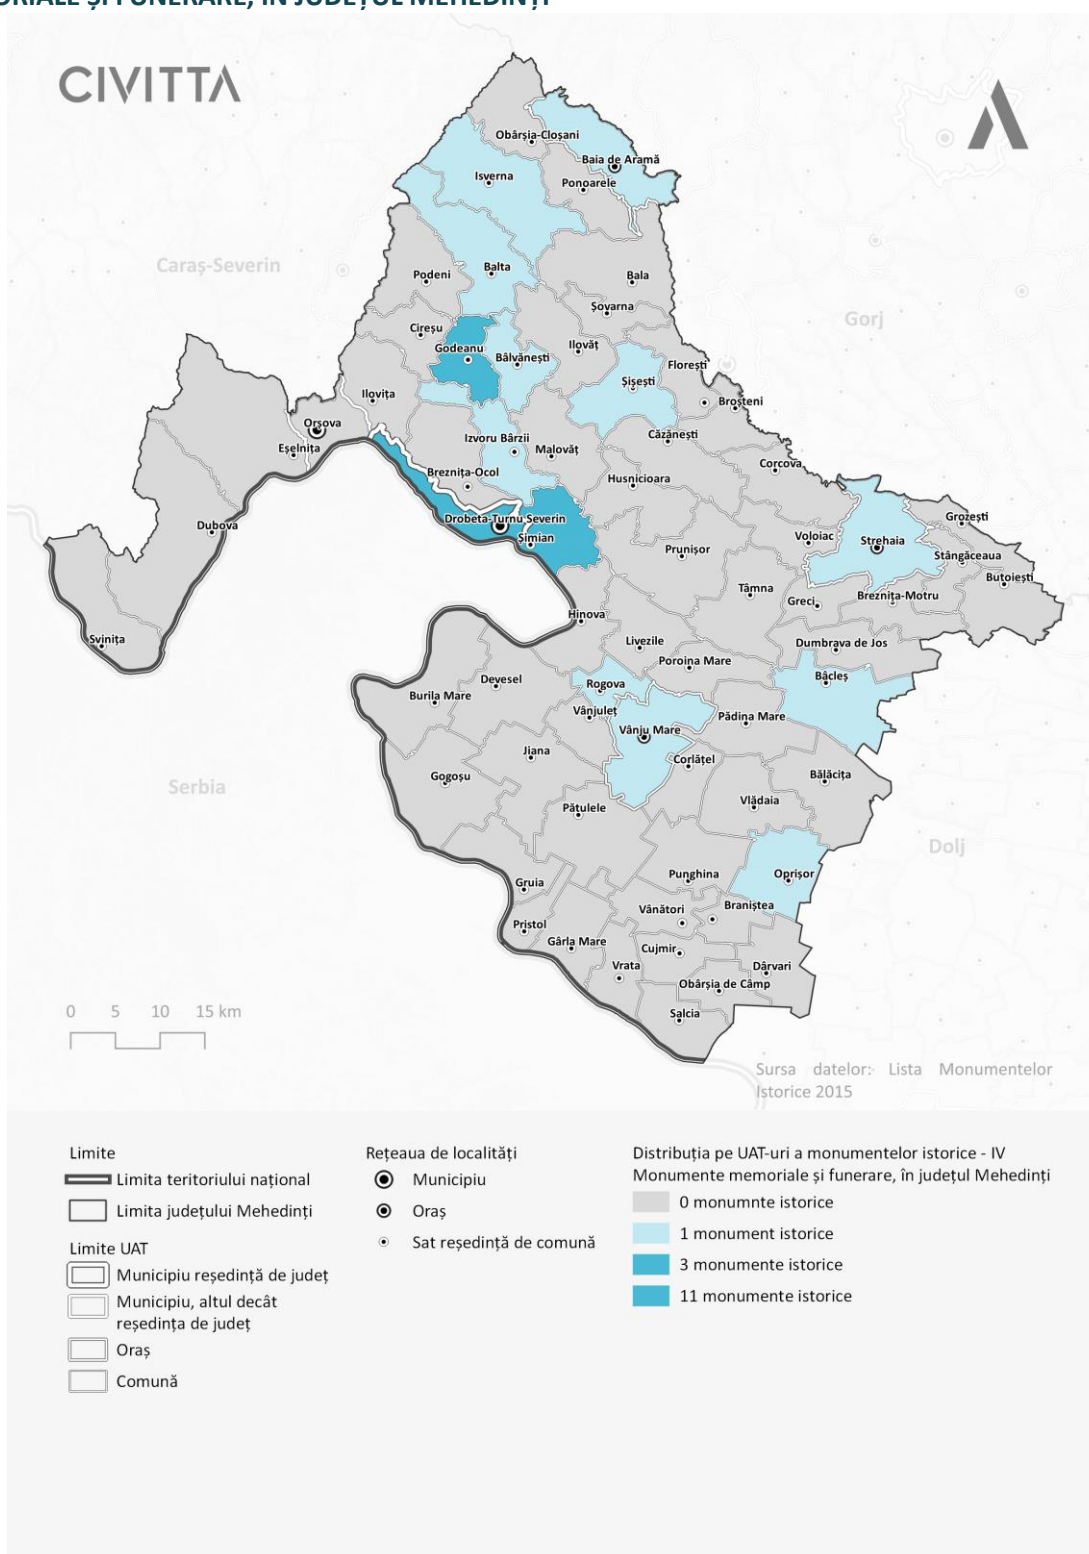 CIVITTA
Obârșia-Cloșani
Baia de Aramă
Isverna
Ponoarele
Caraș-Severin
Podeni
Balta
Bala
Șovarna
Gorj
Cireșu
Godeanu
Bâlvănești
Ilovăț
Florești
Șișești
Ilovița
Broșteni
Orșova
Eșelnița
Izvoru Bârzii
Malovăț
Căzănești
Breznița-Ocol
Husnicioara
Corcova
Drobeta-Turnu Severin
Șimian
Dubova
Prunișor
Voloiac
Strehaia
Grozești
Stângăceaua
Butoiești
Tâmna
Greci
Breznița-Motru
Hinova
Svinița
Livezile
Poroina Mare
Dumbrava de Jos
Bâcleș
Devesel
Rogova
Burila Mare
Vânjuleț
Vânju Mare
Pădina Mare
Jiana
Corlățel
Gogoșu
Bălăcița
Serbia
Vlădaia
Pătulele
Dolj
Gruia
Punghina
Oprișor
Vânători
Braniștea
Pristol
Gârla Mare
Cujmir
Vrata
Dârvari
Obârșia de Câmp
Salcia
0 5 10 15 km
Sursa datelor: Lista Monumentelor
Istorice 2015
Limite
Limita teritoriului național
Limita județului Mehedinți
Limite UAT
Municipiu reședință de județ
Municipiu, altul decât
reședința de județ
Oraș
Comună
Rețeaua de localități
Municipiu
Oraș
Sat reședință de comună
Distribuția pe UAT-uri a monumentelor istorice - IV
Monumente memoriale și funerare, în județul Mehedinți
0 monumnte istorice
1 monument istorice
3 monumente istorice
11 monumente istorice